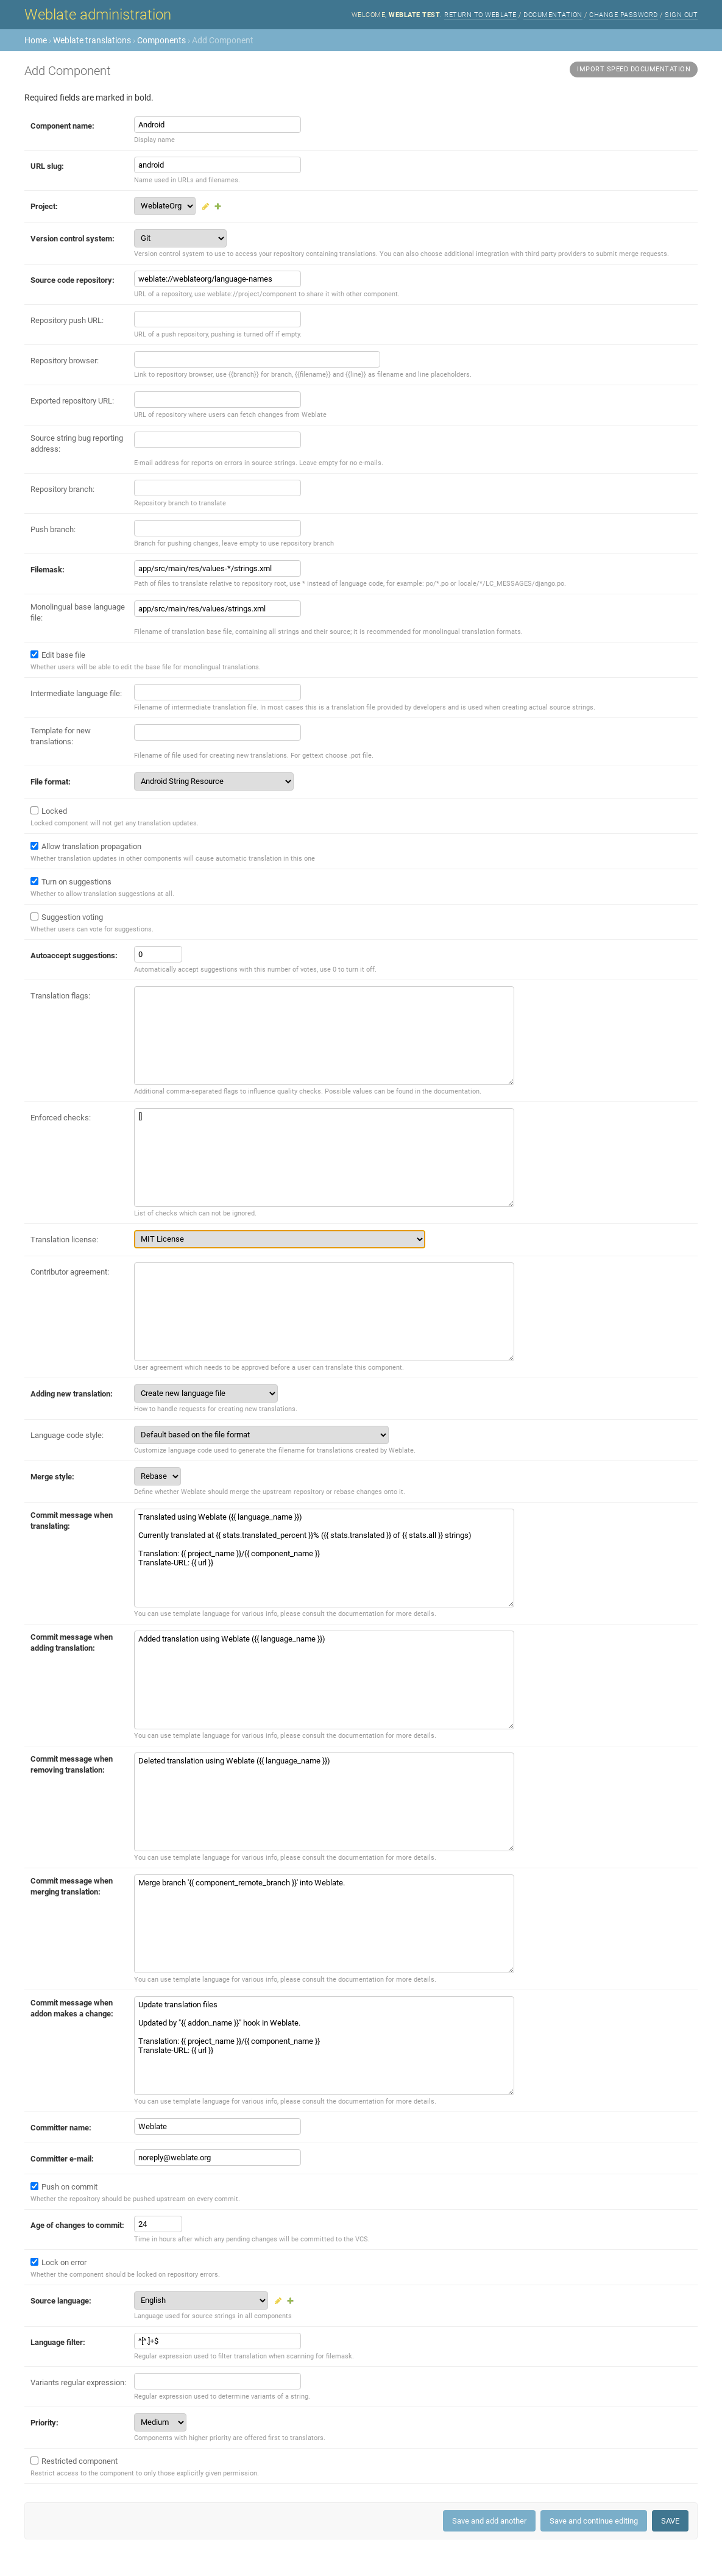 Weblate administration
WELCOME, WEBLATE TEST. RETURN TO WEBLATE / DOCUMENTATION / CHANGE PASSWORD / SIGN OUT
Home › Weblate translations › Components › Add Component
Add Component
IMPORT SPEED DOCUMENTATION
Required fields are marked in bold.
Component name: Android
Display name
URL slug: android
Name used in URLs and filenames.
Project: WeblateOrg
Version control system: Git
Version control system to use to access your repository containing translations. You can also choose additional integration with third party providers to submit merge requests.
Source code repository: weblate://weblateorg/language-names
URL of a repository, use weblate://project/component to share it with other component.
Repository push URL:
URL of a push repository, pushing is turned off if empty.
Repository browser:
Link to repository browser, use {{branch}} for branch, {{filename}} and {{line}} as filename and line placeholders.
Exported repository URL:
URL of repository where users can fetch changes from Weblate
Source string bug reporting
address:
E-mail address for reports on errors in source strings. Leave empty for no e-mails.
Repository branch:
Repository branch to translate
Push branch:
Branch for pushing changes, leave empty to use repository branch
Filemask: app/src/main/res/values-*/strings.xml
Path of files to translate relative to repository root, use * instead of language code, for example: po/*.po or locale/*/LC_MESSAGES/django.po.
Monolingual base language
file:
app/src/main/res/values/strings.xml
Filename of translation base file, containing all strings and their source; it is recommended for monolingual translation formats.
Edit base file
Whether users will be able to edit the base file for monolingual translations.
Intermediate language file:
Filename of intermediate translation file. In most cases this is a translation file provided by developers and is used when creating actual source strings.
Template for new
translations:
Filename of file used for creating new translations. For gettext choose .pot file.
File format: Android String Resource
Locked
Locked component will not get any translation updates.
Allow translation propagation
Whether translation updates in other components will cause automatic translation in this one
Turn on suggestions
Whether to allow translation suggestions at all.
Suggestion voting
Whether users can vote for suggestions.
Autoaccept suggestions: 0
Automatically accept suggestions with this number of votes, use 0 to turn it off.
Translation flags:
Additional comma-separated flags to influence quality checks. Possible values can be found in the documentation.
Enforced checks: []
List of checks which can not be ignored.
Translation license: MIT License
Contributor agreement:
User agreement which needs to be approved before a user can translate this component.
Adding new translation: Create new language file
How to handle requests for creating new translations.
Language code style: Default based on the file format
Customize language code used to generate the filename for translations created by Weblate.
Merge style: Rebase
Define whether Weblate should merge the upstream repository or rebase changes onto it.
Commit message when
translating:
Translated using Weblate ({{ language_name }})
Currently translated at {{ stats.translated_percent }}% ({{ stats.translated }} of {{ stats.all }} strings)
Translation: {{ project_name }}/{{ component_name }}
Translate-URL: {{ url }}
You can use template language for various info, please consult the documentation for more details.
Commit message when
adding translation:
Added translation using Weblate ({{ language_name }})
You can use template language for various info, please consult the documentation for more details.
Commit message when
removing translation:
Deleted translation using Weblate ({{ language_name }})
You can use template language for various info, please consult the documentation for more details.
Commit message when
merging translation:
Merge branch '{{ component_remote_branch }}' into Weblate.
You can use template language for various info, please consult the documentation for more details.
Commit message when
addon makes a change:
Update translation files
Updated by "{{ addon_name }}" hook in Weblate.
Translation: {{ project_name }}/{{ component_name }}
Translate-URL: {{ url }}
You can use template language for various info, please consult the documentation for more details.
Committer name: Weblate
Committer e-mail: noreply@weblate.org
Push on commit
Whether the repository should be pushed upstream on every commit.
Age of changes to commit: 24
Time in hours after which any pending changes will be committed to the VCS.
Lock on error
Whether the component should be locked on repository errors.
Source language: English
Language used for source strings in all components
Language filter: ^[^.]+$
Regular expression used to filter translation when scanning for filemask.
Variants regular expression:
Regular expression used to determine variants of a string.
Priority: Medium
Components with higher priority are offered first to translators.
Restricted component
Restrict access to the component to only those explicitly given permission.
Save and add another
Save and continue editing
SAVE